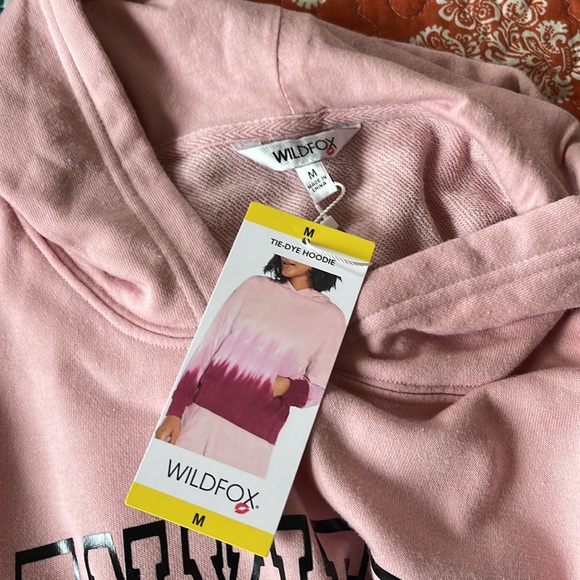 WILDFOX
M
MADE IN
CHINA
M
TIE-DYE HOODIE
WILDFOX®
M